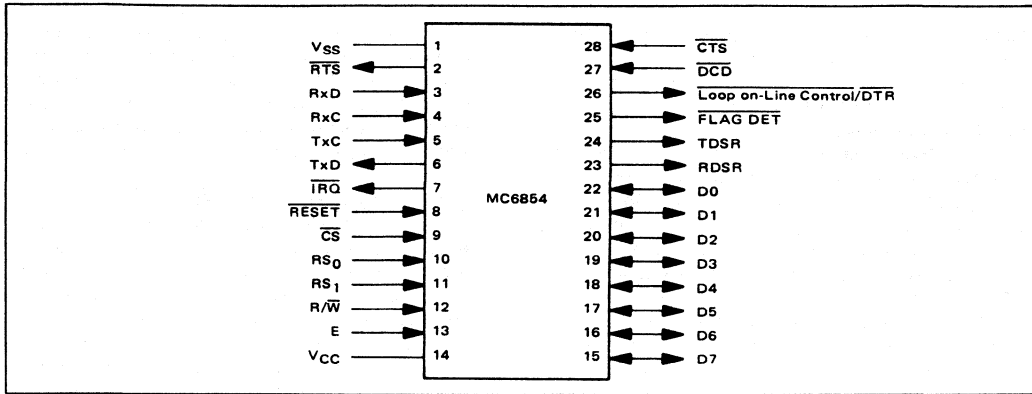 VSS 1 28 CTS
RTS 2 27 DCD
RxD 3 26 Loop on-Line Control/DTR
RxC 4 25 FLAG DET
TxC 5 24 TDSR
TxD 6 23 RDSR
IRQ 7 22 D0
MC6854
RESET 8 21 D1
CS 9 20 D2
RS0 10 19 D3
RS1 11 18 D4
R/W 12 17 D5
E 13 16 D6
VCC 14 15 D7